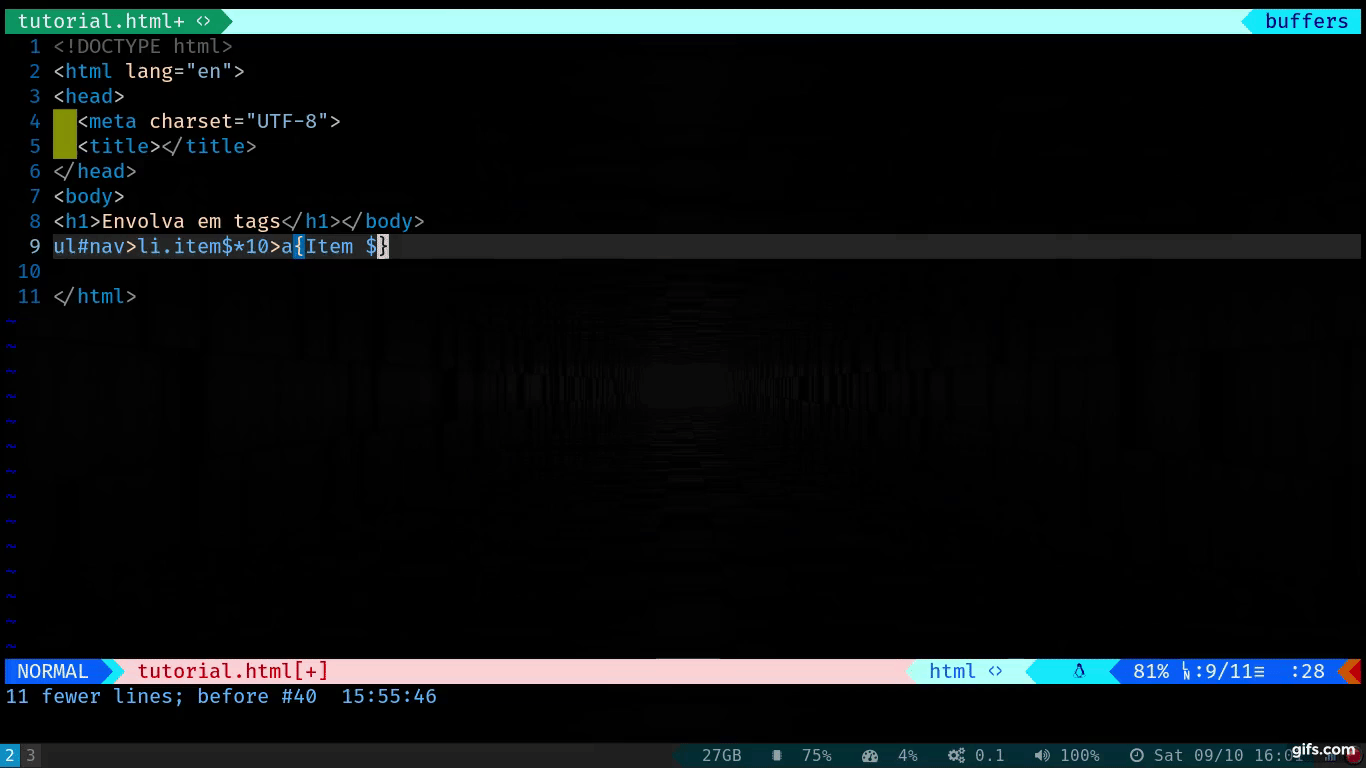 tutorial.html+ <> buffers
1 <!DOCTYPE html>
2 <html lang="en">
3 <head>
4 <meta charset="UTF-8">
5 <title></title>
6 </head>
7 <body>
8 <h1>Envolva em tags</h1></body>
9 ul#nav>li.item$*10>a{Item $}
10
11 </html>
~
~
~
~
~
~
~
~
~
~
~
~
~
~
NORMAL tutorial.html[+] html <> 81% LN:9/11≡ :28
11 fewer lines; before #40 15:55:46
2 3 27GB 75% 4% 0.1 100% Sat 09/10 gifs.com